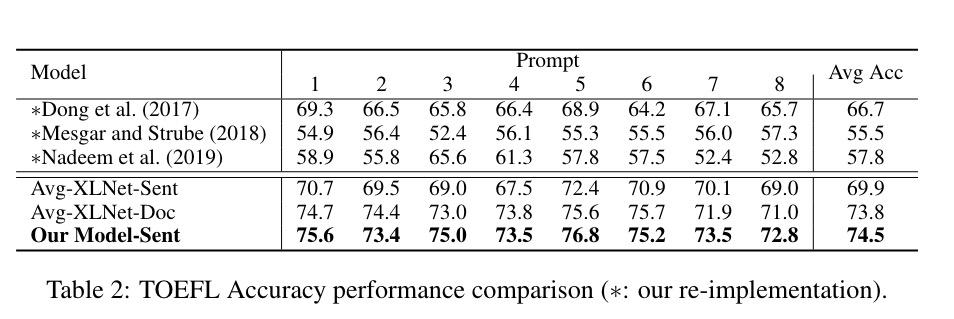 Model Prompt Avg Acc
1 2 3 4 5 6 7 8
∗Dong et al. (2017) 69.3 66.5 65.8 66.4 68.9 64.2 67.1 65.7 66.7
∗Mesgar and Strube (2018) 54.9 56.4 52.4 56.1 55.3 55.5 56.0 57.3 55.5
∗Nadeem et al. (2019) 58.9 55.8 65.6 61.3 57.8 57.5 52.4 52.8 57.8
Avg-XLNet-Sent 70.7 69.5 69.0 67.5 72.4 70.9 70.1 69.0 69.9
Avg-XLNet-Doc 74.7 74.4 73.0 73.8 75.6 75.7 71.9 71.0 73.8
Our Model-Sent 75.6 73.4 75.0 73.5 76.8 75.2 73.5 72.8 74.5
Table 2: TOEFL Accuracy performance comparison (∗: our re-implementation).